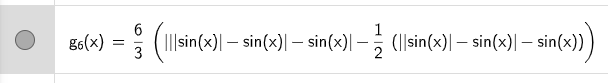 g₆(x) = 6/3 (|||sin(x)| − sin(x)| − sin(x)| − 1/2 (||sin(x)| − sin(x)| − sin(x)))